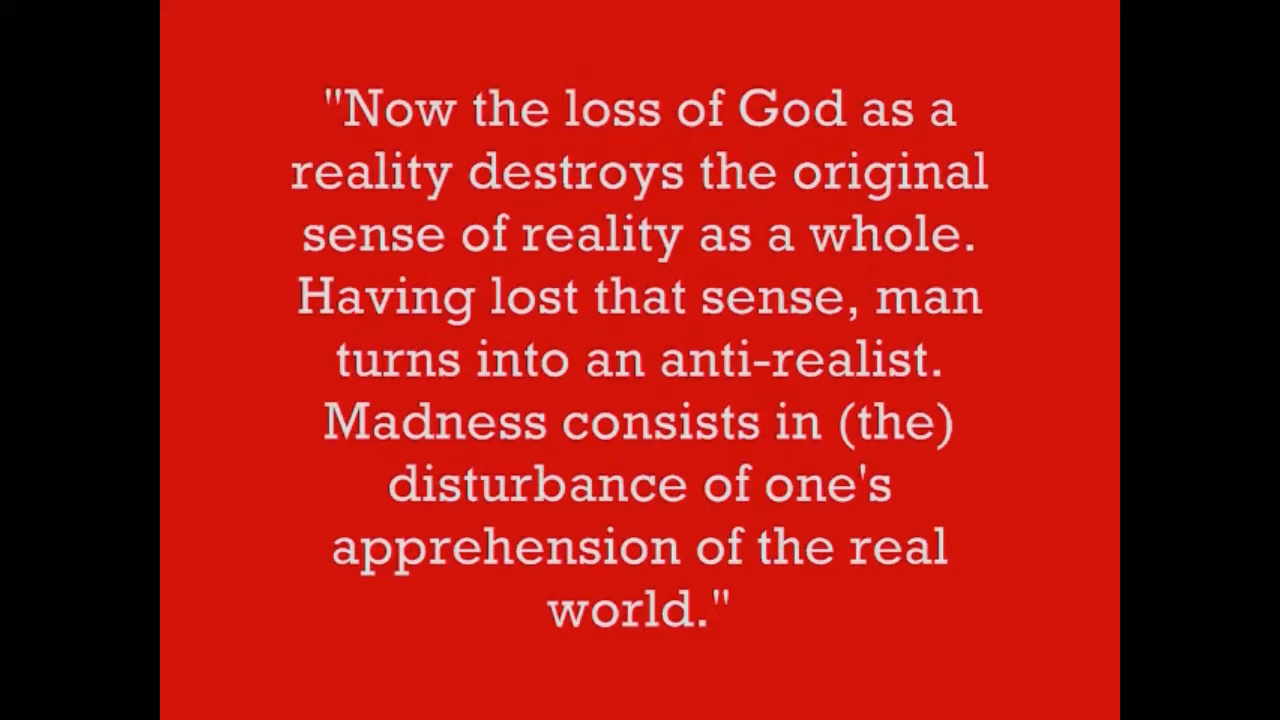 "Now the loss of God as a
reality destroys the original
sense of reality as a whole.
Having lost that sense, man
turns into an anti-realist.
Madness consists in (the)
disturbance of one's
apprehension of the real
world."